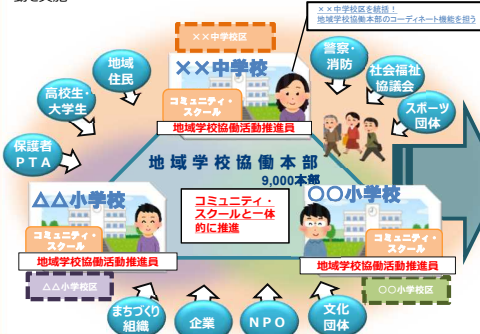 ××中学校区を統括!
地域学校協働本部のコーディネート機能を担う
××中学校区
××中学校
コミュニティ・
スクール
地域学校協働活動推進員
地域
住民
高校生・
大学生
保護者
PTA
警察・
消防
社会福祉
協議会
スポーツ
団体
地域学校協働本部
9,000本部
コミュニティ・
スクールと一体
的に推進
△△小学校
コミュニティ・
スクール
地域学校協働活動推進員
△△小学校区
〇〇小学校
コミュニティ・
スクール
地域学校協働活動推進員
〇〇小学校区
まちづくり
組織
企業
NPO
文化
団体